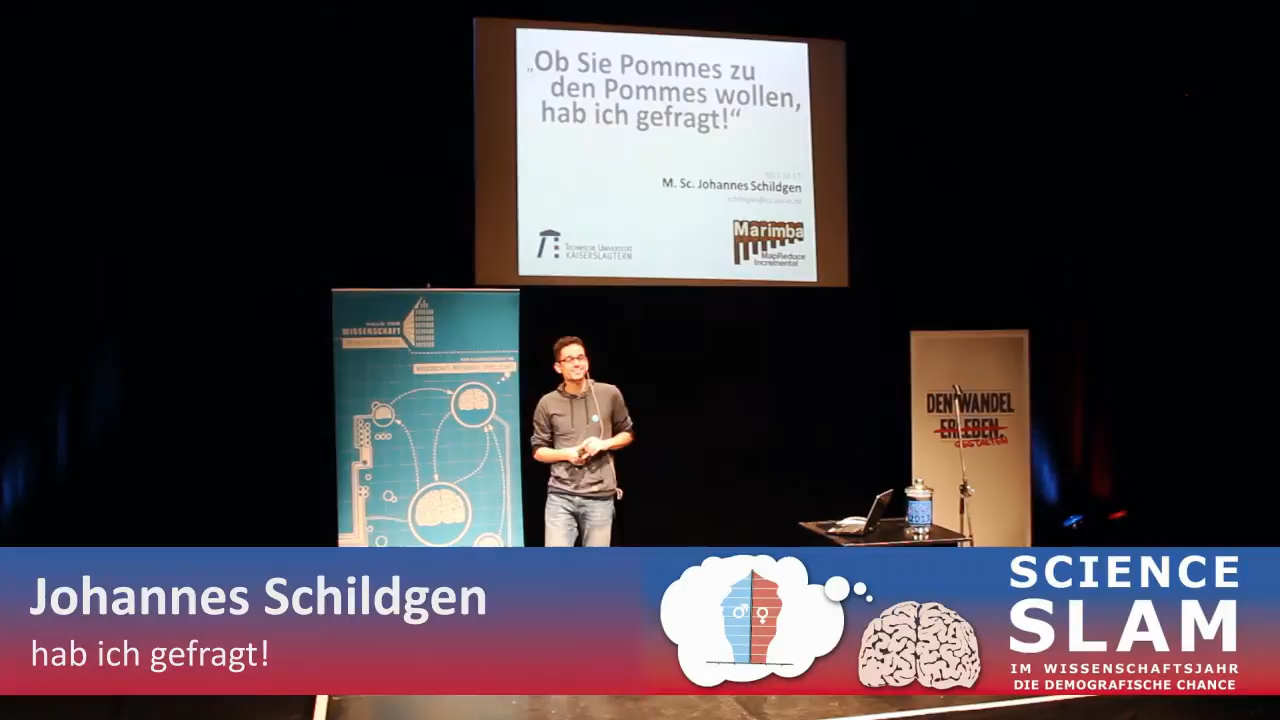 „Ob Sie Pommes zu
den Pommes wollen,
hab ich gefragt!“
M. Sc. Johannes Schildgen
TECHNISCHE UNIVERSITÄT
KAISERSLAUTERN
Marimba
MapReduce
Incremental
WISSENSCHAFT
DEN WANDEL
ERLEBEN.
GESTALTEN
Johannes Schildgen
hab ich gefragt!
SCIENCE
SLAM
IM WISSENSCHAFTSJAHR
DIE DEMOGRAFISCHE CHANCE